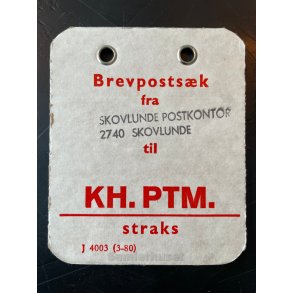 Brevpostsæk
fra
SKOVLUNDE POSTKONTOR
2740 SKOVLUNDE
til
KH. PTM.
straks
J 4003 (3-80)